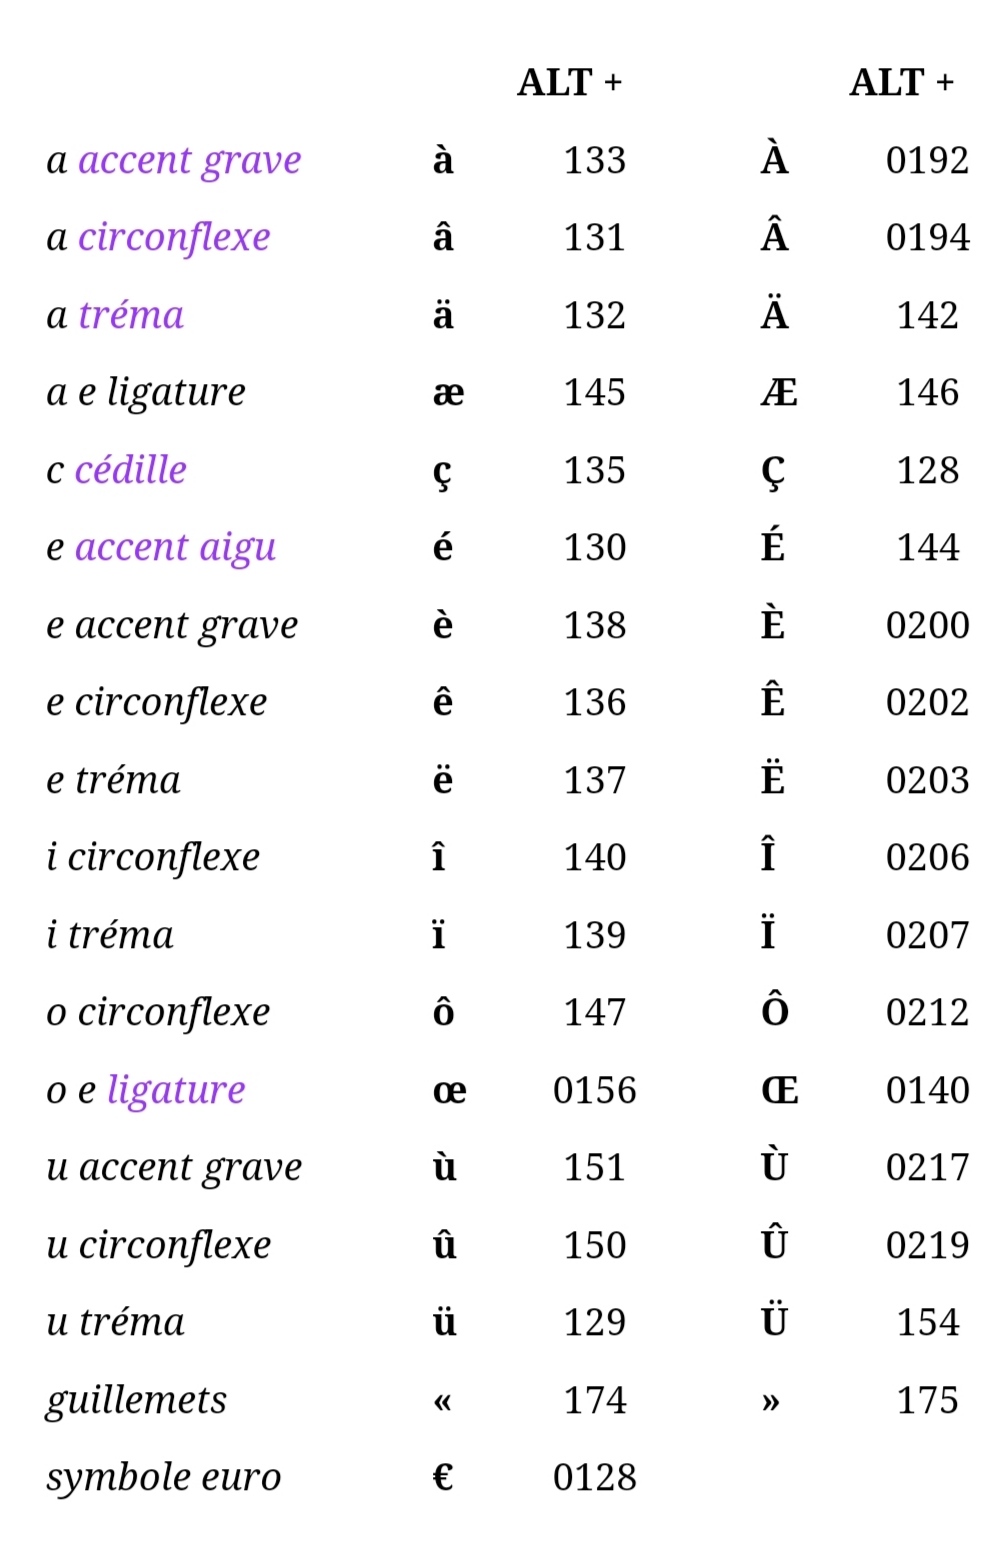 ALT + ALT +
a accent grave à 133 À 0192
a circonflexe â 131 Â 0194
a tréma ä 132 Ä 142
a e ligature æ 145 Æ 146
c cédille ç 135 Ç 128
e accent aigu é 130 É 144
e accent grave è 138 È 0200
e circonflexe ê 136 Ê 0202
e tréma ë 137 Ë 0203
i circonflexe î 140 Î 0206
i tréma ï 139 Ï 0207
o circonflexe ô 147 Ô 0212
o e ligature œ 0156 Œ 0140
u accent grave ù 151 Ù 0217
u circonflexe û 150 Û 0219
u tréma ü 129 Ü 154
guillemets « 174 » 175
symbole euro € 0128